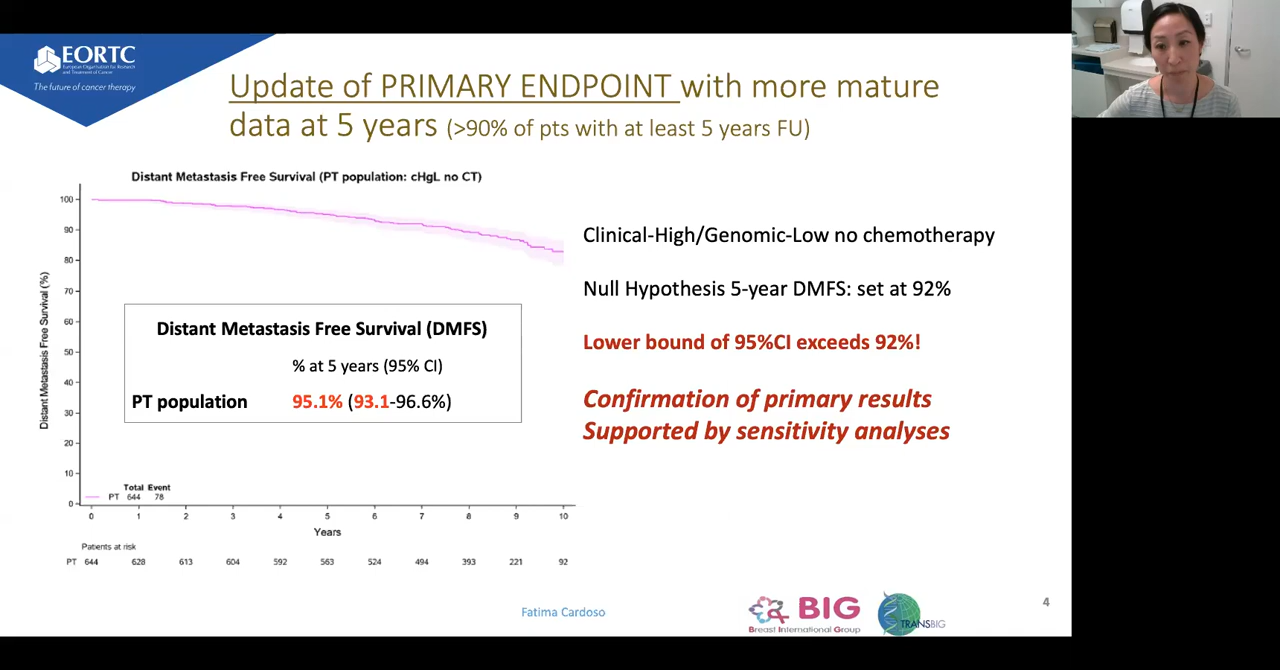 EORTC
European Organisation for Research
and Treatment of Cancer
The future of cancer therapy
Update of PRIMARY ENDPOINT with more mature
data at 5 years (>90% of pts with at least 5 years FU)
Distant Metastasis Free Survival (PT population: cHgL no CT)
Distant Metastasis Free Survival (%)
100
90
80
70
60
50
40
30
20
10
0
Distant Metastasis Free Survival (DMFS)
% at 5 years (95% CI)
PT population 95.1% (93.1-96.6%)
Total Event
PT 644 78
0 1 2 3 4 5 6 7 8 9 10
Years
Patients at risk
PT 644 628 613 604 592 563 524 494 393 221 92
Clinical-High/Genomic-Low no chemotherapy
Null Hypothesis 5-year DMFS: set at 92%
Lower bound of 95%CI exceeds 92%!
Confirmation of primary results
Supported by sensitivity analyses
Fatima Cardoso
BIG
Breast International Group
TRANSBIG
4